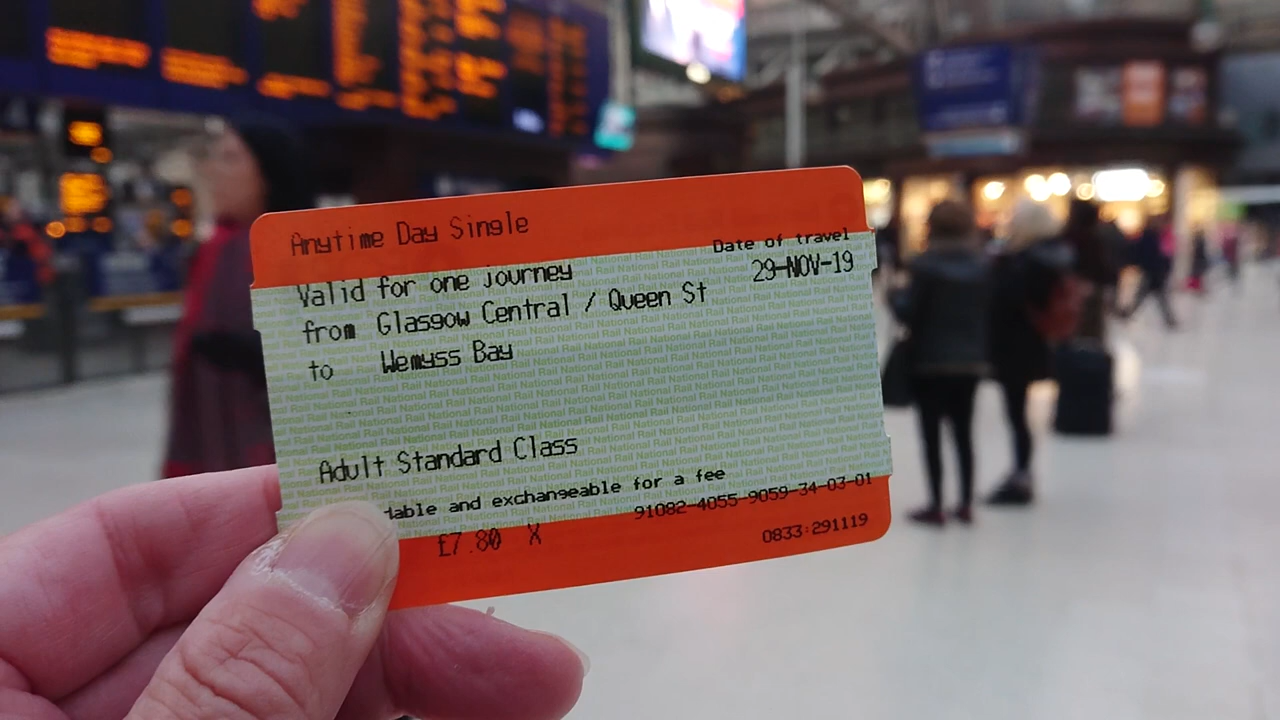 Anytime Day Single
Date of travel
Valid for one journey
29-NOV-19
from Glasgow Central / Queen St
to Wemyss Bay
Adult Standard Class
dable and exchangeable for a fee
91082-4055-9059-34-03-01
£7.80 X
0833:291119